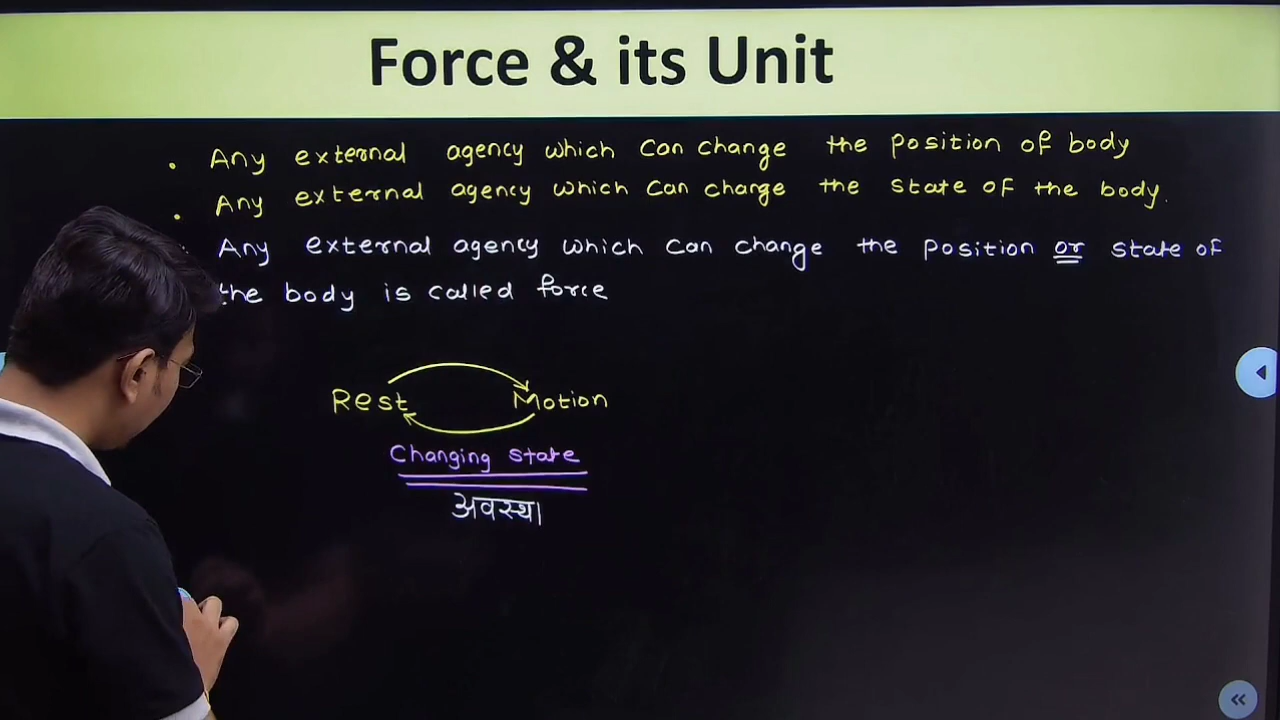 Force & its Unit
• Any external agency which can change the position of body
• Any external agency which can change the state of the body.
Any external agency which can change the position or state of
the body is called force
Rest Motion
Changing state
अवस्था